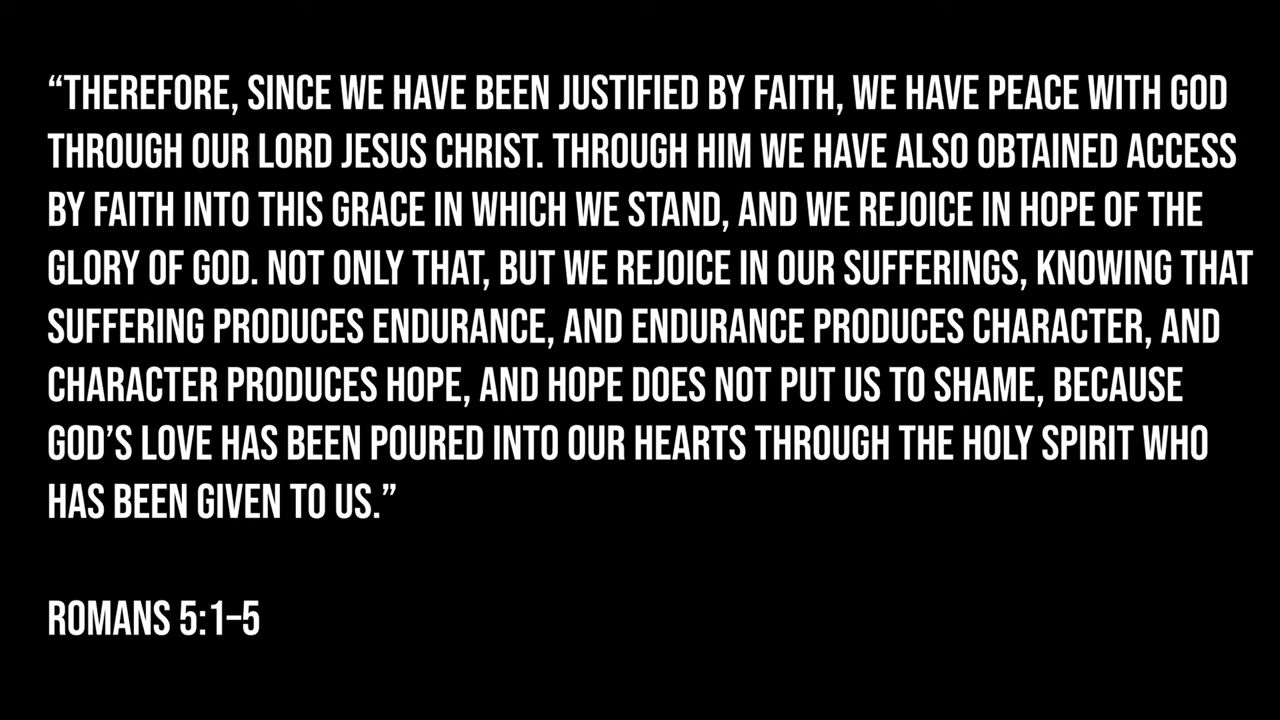 “THEREFORE, SINCE WE HAVE BEEN JUSTIFIED BY FAITH, WE HAVE PEACE WITH GOD
THROUGH OUR LORD JESUS CHRIST. THROUGH HIM WE HAVE ALSO OBTAINED ACCESS
BY FAITH INTO THIS GRACE IN WHICH WE STAND, AND WE REJOICE IN HOPE OF THE
GLORY OF GOD. NOT ONLY THAT, BUT WE REJOICE IN OUR SUFFERINGS, KNOWING THAT
SUFFERING PRODUCES ENDURANCE, AND ENDURANCE PRODUCES CHARACTER, AND
CHARACTER PRODUCES HOPE, AND HOPE DOES NOT PUT US TO SHAME, BECAUSE
GOD’S LOVE HAS BEEN POURED INTO OUR HEARTS THROUGH THE HOLY SPIRIT WHO
HAS BEEN GIVEN TO US.”
ROMANS 5:1–5